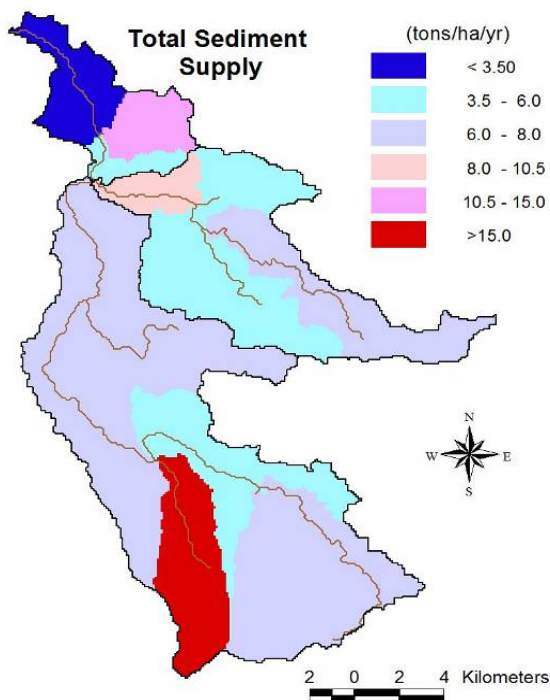 Total Sediment
Supply
(tons/ha/yr)
< 3.50
3.5 - 6.0
6.0 - 8.0
8.0 - 10.5
10.5 - 15.0
>15.0
N
W E
S
2 0 2 4 Kilometers